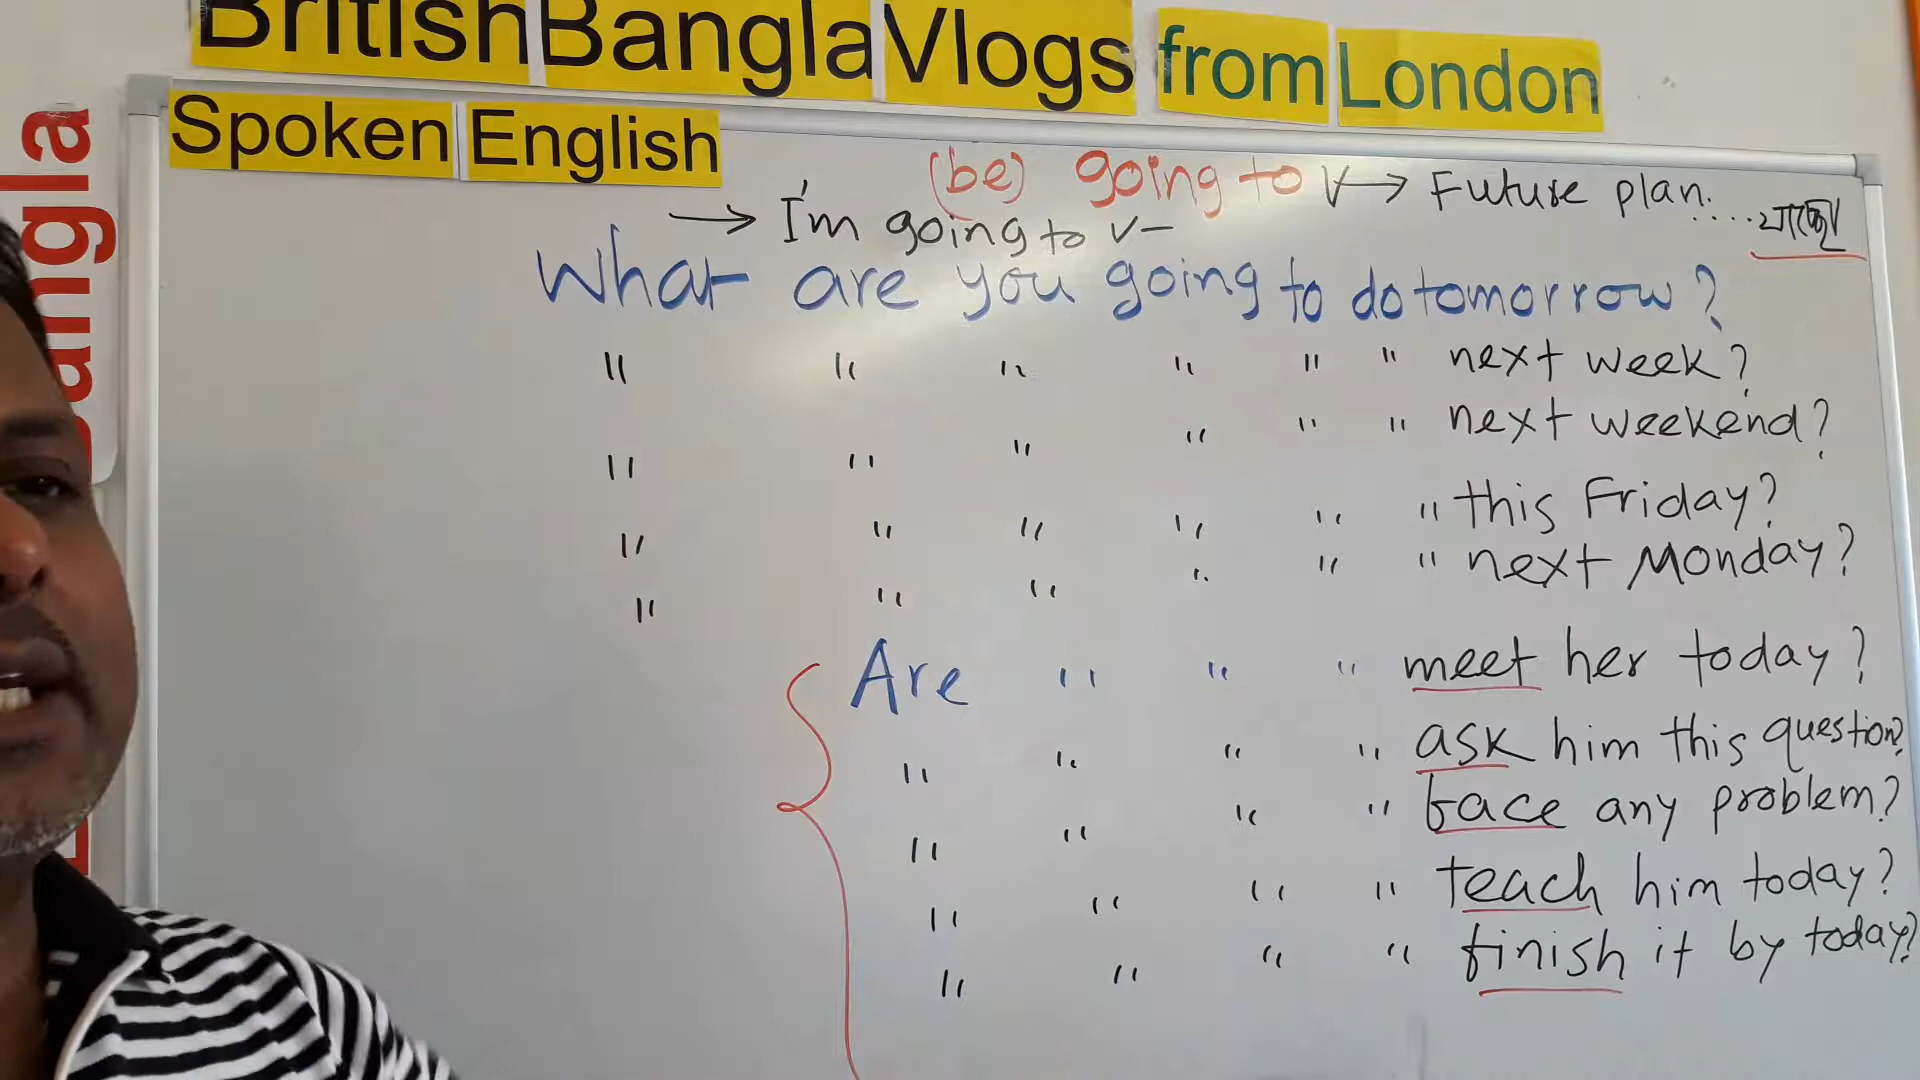 BritishBanglaVlogs from London
Spoken English
Bangla
(be) going to V → Future plan.
→ I'm going to v –
What are you going to do tomorrow?
" " " " " " next week?
" " " " " " next weekend?
" " " " " " this Friday?
" " " " " " next Monday?
Are " " " meet her today?
" " " " ask him this question?
" " " " face any problem?
" " " " teach him today?
" " " " finish it by today?